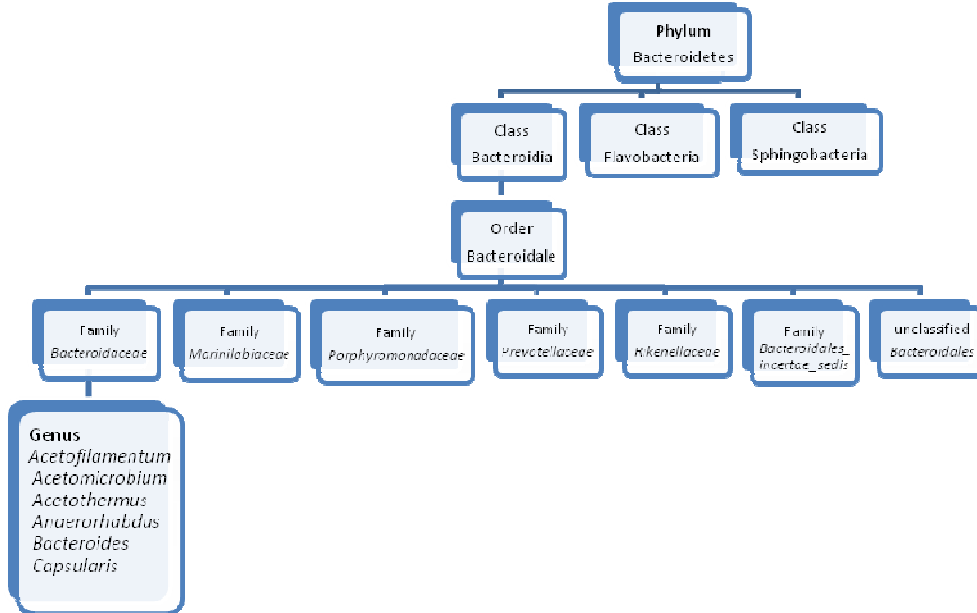 Phylum
Bacteroidetes
Class
Bacteroidia
Class
Flavobacteria
Class
Sphingobacteria
Order
Bacteroidale
Family
Bacteroidaceae
Family
Marinilabiaceae
Family
Porphyromonadaceae
Family
Prevotellaceae
Family
Rikenellaceae
Family
Bacteroidales_
incertae_sedis
unclassified
Bacteroidales
Genus
Acetofilamentum
Acetomicrobium
Acetothermus
Anaerorhabdus
Bacteroides
Capsularis